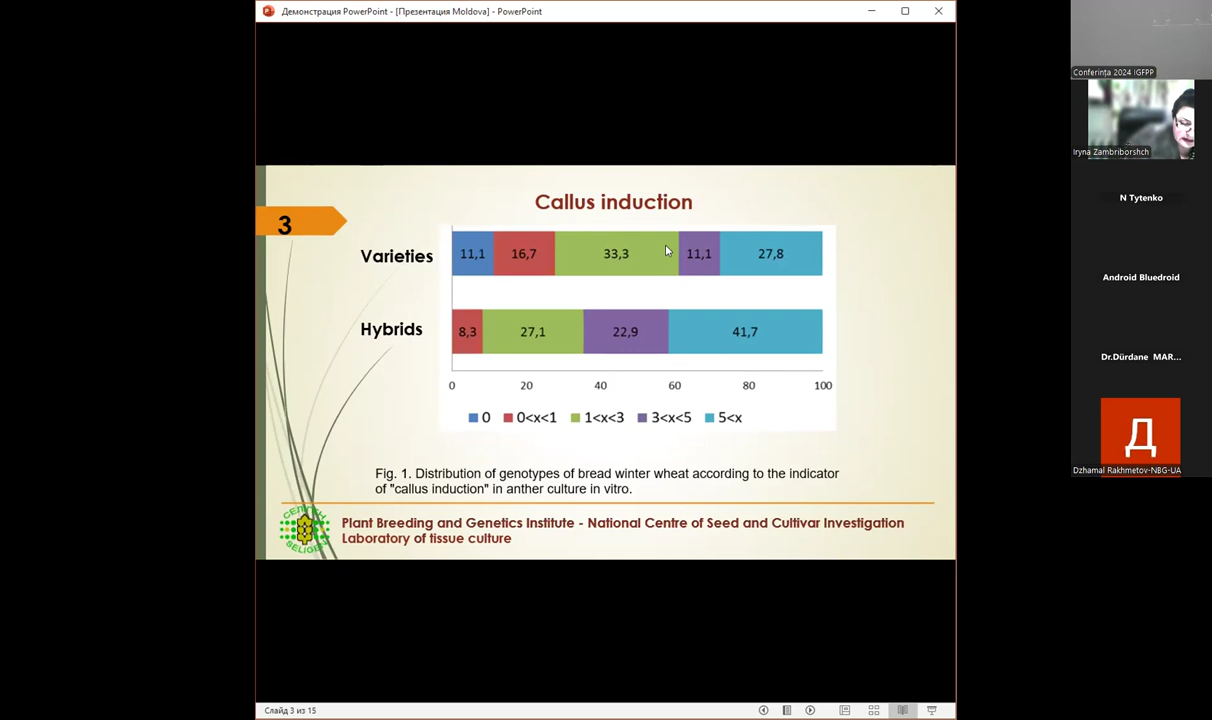 Демонстрация PowerPoint - [Презентация Moldova] - PowerPoint
Conferința 2024 IGFPP
Iryna Zambriborshch
N Tytenko
Android Bluedroid
Dr.Dürdane MAR...
Д
Dzhamal Rakhmetov-NBG-UA
3
Callus induction
Varieties
11,1 16,7 33,3 11,1 27,8
Hybrids
8,3 27,1 22,9 41,7
0 20 40 60 80 100
0 0<x<1 1<x<3 3<x<5 5<x
Fig. 1. Distribution of genotypes of bread winter wheat according to the indicator
of "callus induction" in anther culture in vitro.
SELIGEN
Plant Breeding and Genetics Institute - National Centre of Seed and Cultivar Investigation
Laboratory of tissue culture
Слайд 3 из 15